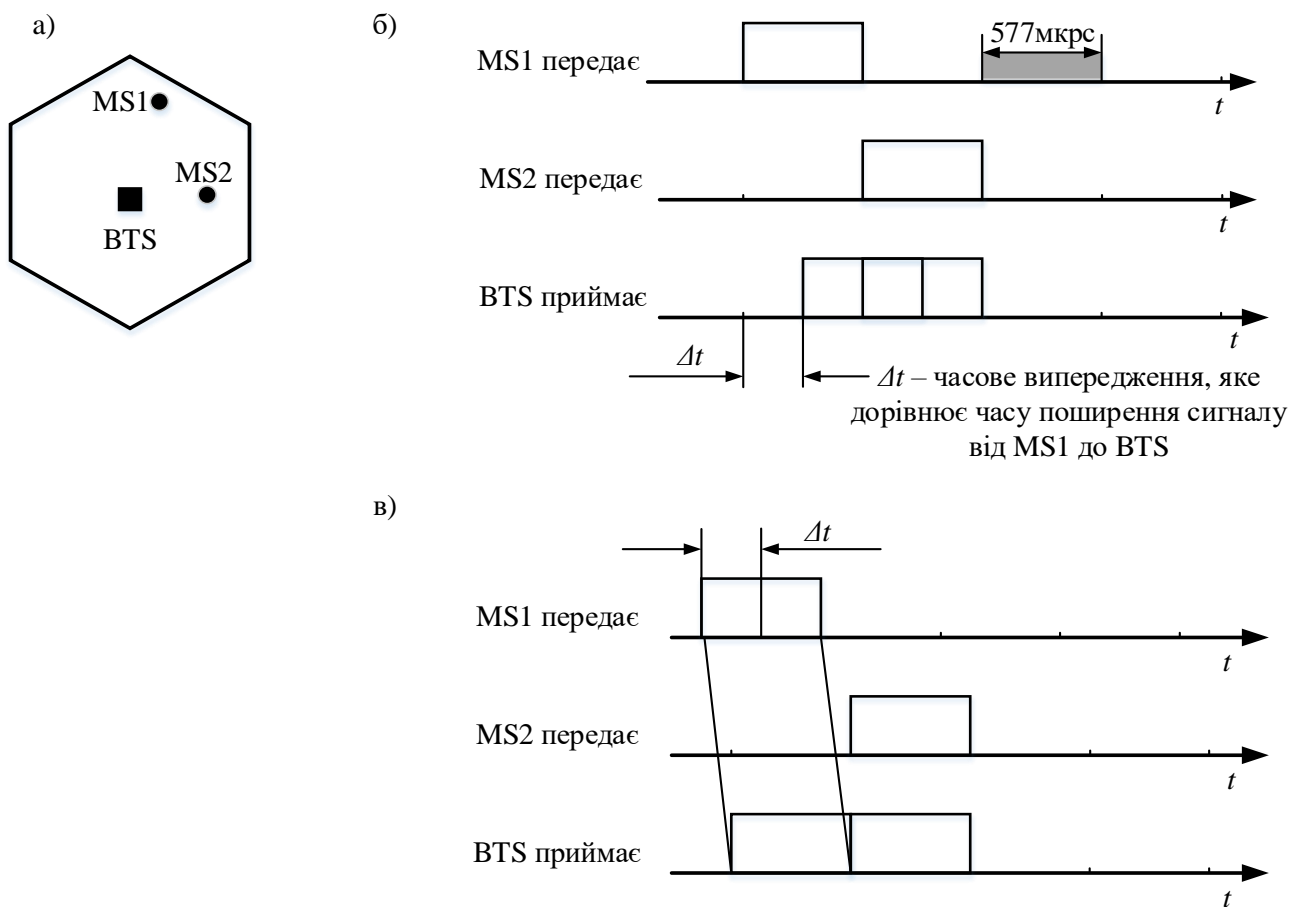 а)
MS1
MS2
BTS
б)
MS1 передає
577мкрс
t
MS2 передає
t
BTS приймає
t
Δt
Δt – часове випередження, яке
дорівнює часу поширення сигналу
від MS1 до BTS
в)
Δt
MS1 передає
t
MS2 передає
t
BTS приймає
t